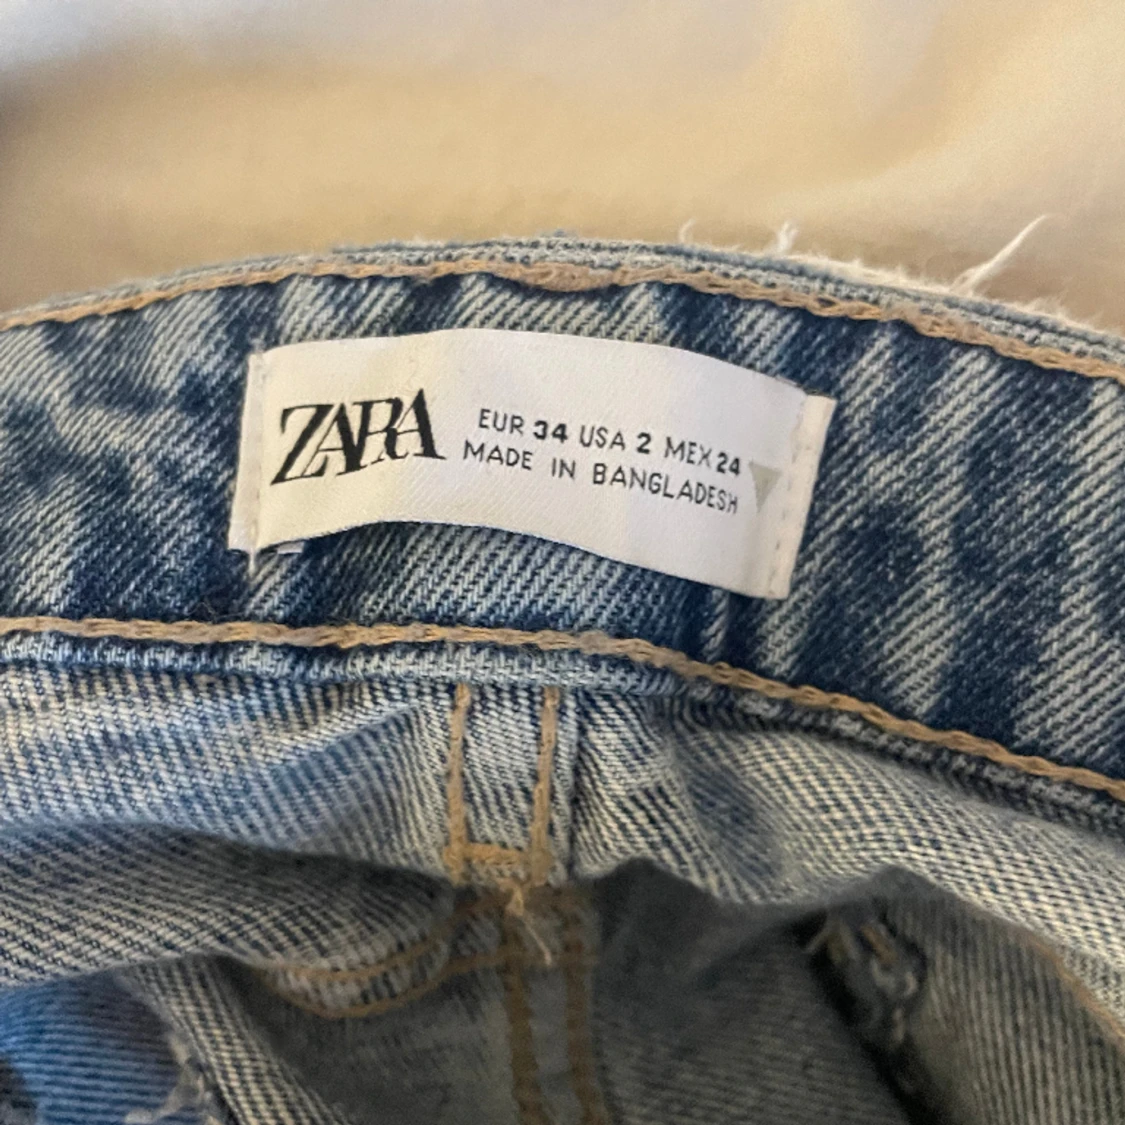 ZARA
EUR 34 USA 2 MEX 24
MADE IN BANGLADESH